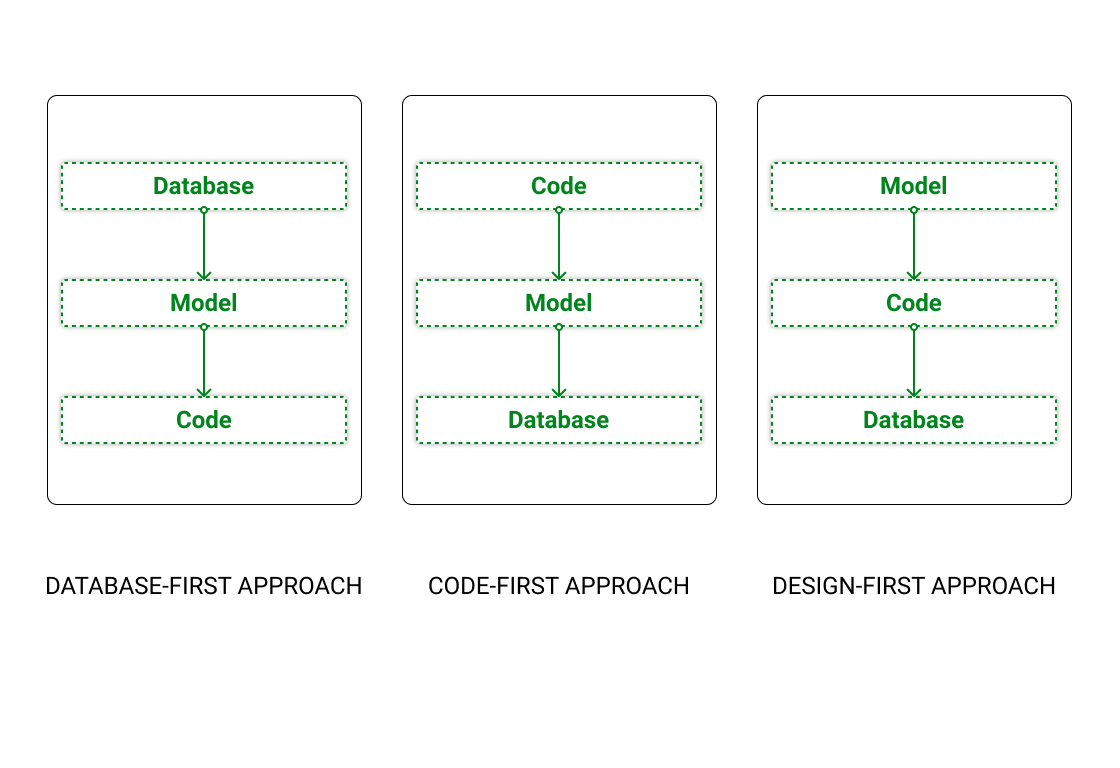 Database
Model
Code
DATABASE-FIRST APPROACH
Code
Model
Database
CODE-FIRST APPROACH
Model
Code
Database
DESIGN-FIRST APPROACH